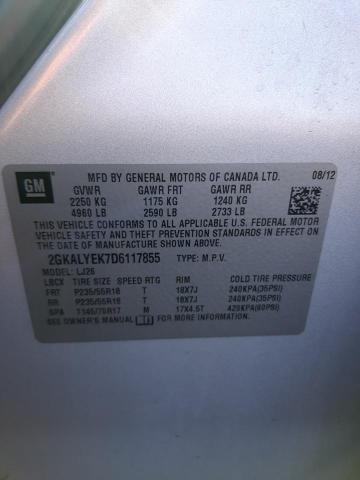 GM
MFD BY GENERAL MOTORS OF CANADA LTD. 08/12
GVWR GAWR FRT GAWR RR
2250 KG 1175 KG 1240 KG
4960 LB 2590 LB 2733 LB
THIS VEHICLE CONFORMS TO ALL APPLICABLE U.S. FEDERAL MOTOR
VEHICLE SAFETY AND THEFT PREVENTION STANDARDS IN EFFECT
ON THE DATE OF MANUFACTURE SHOWN ABOVE.
2GKALYEK7D6117855 TYPE: M.P.V.
MODEL: LJ26
LBCX TIRE SIZE SPEED RTG RIM COLD TIRE PRESSURE
FRT P235/55R18 T 18X7J 240KPA(35PSI)
RR P235/55R18 T 18X7J 240KPA(35PSI)
SPA T145/70R17 M 17X4.5T 420KPA(60PSI)
SEE OWNER'S MANUAL FOR ADDITIONAL INFORMATION.